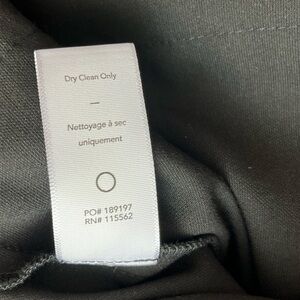 Dry Clean Only
—
Nettoyage à sec
uniquement
PO# 189197
RN# 115562